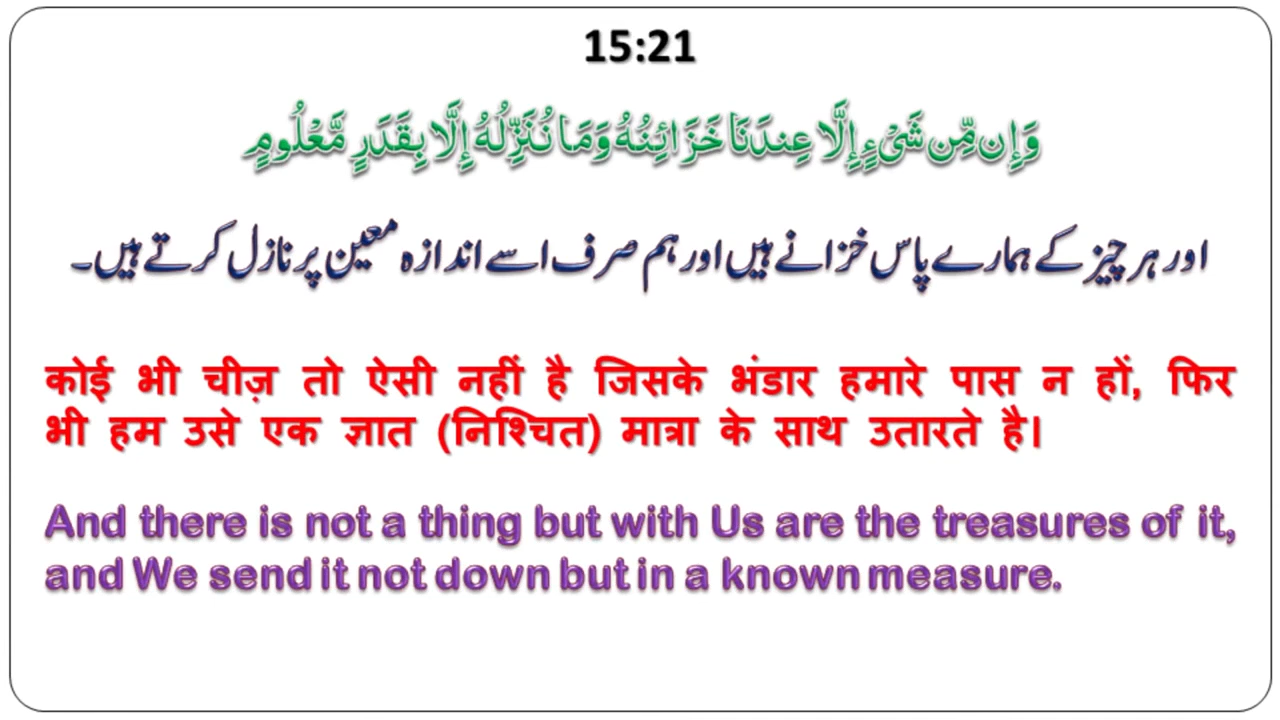 15:21
وَإِن مِّن شَيْءٍ إِلَّا عِندَنَا خَزَائِنُهُ وَمَا نُنَزِّلُهُ إِلَّا بِقَدَرٍ مَّعْلُومٍ
اور ہر چیز کے ہمارے پاس خزانے ہیں اور ہم صرف اسے اندازہ معین پر نازل کرتے ہیں۔
कोई भी चीज़ तो ऐसी नहीं है जिसके भंडार हमारे पास न हों, फिर
भी हम उसे एक ज्ञात (निश्चित) मात्रा के साथ उतारते है।
And there is not a thing but with Us are the treasures of it,
and We send it not down but in a known measure.